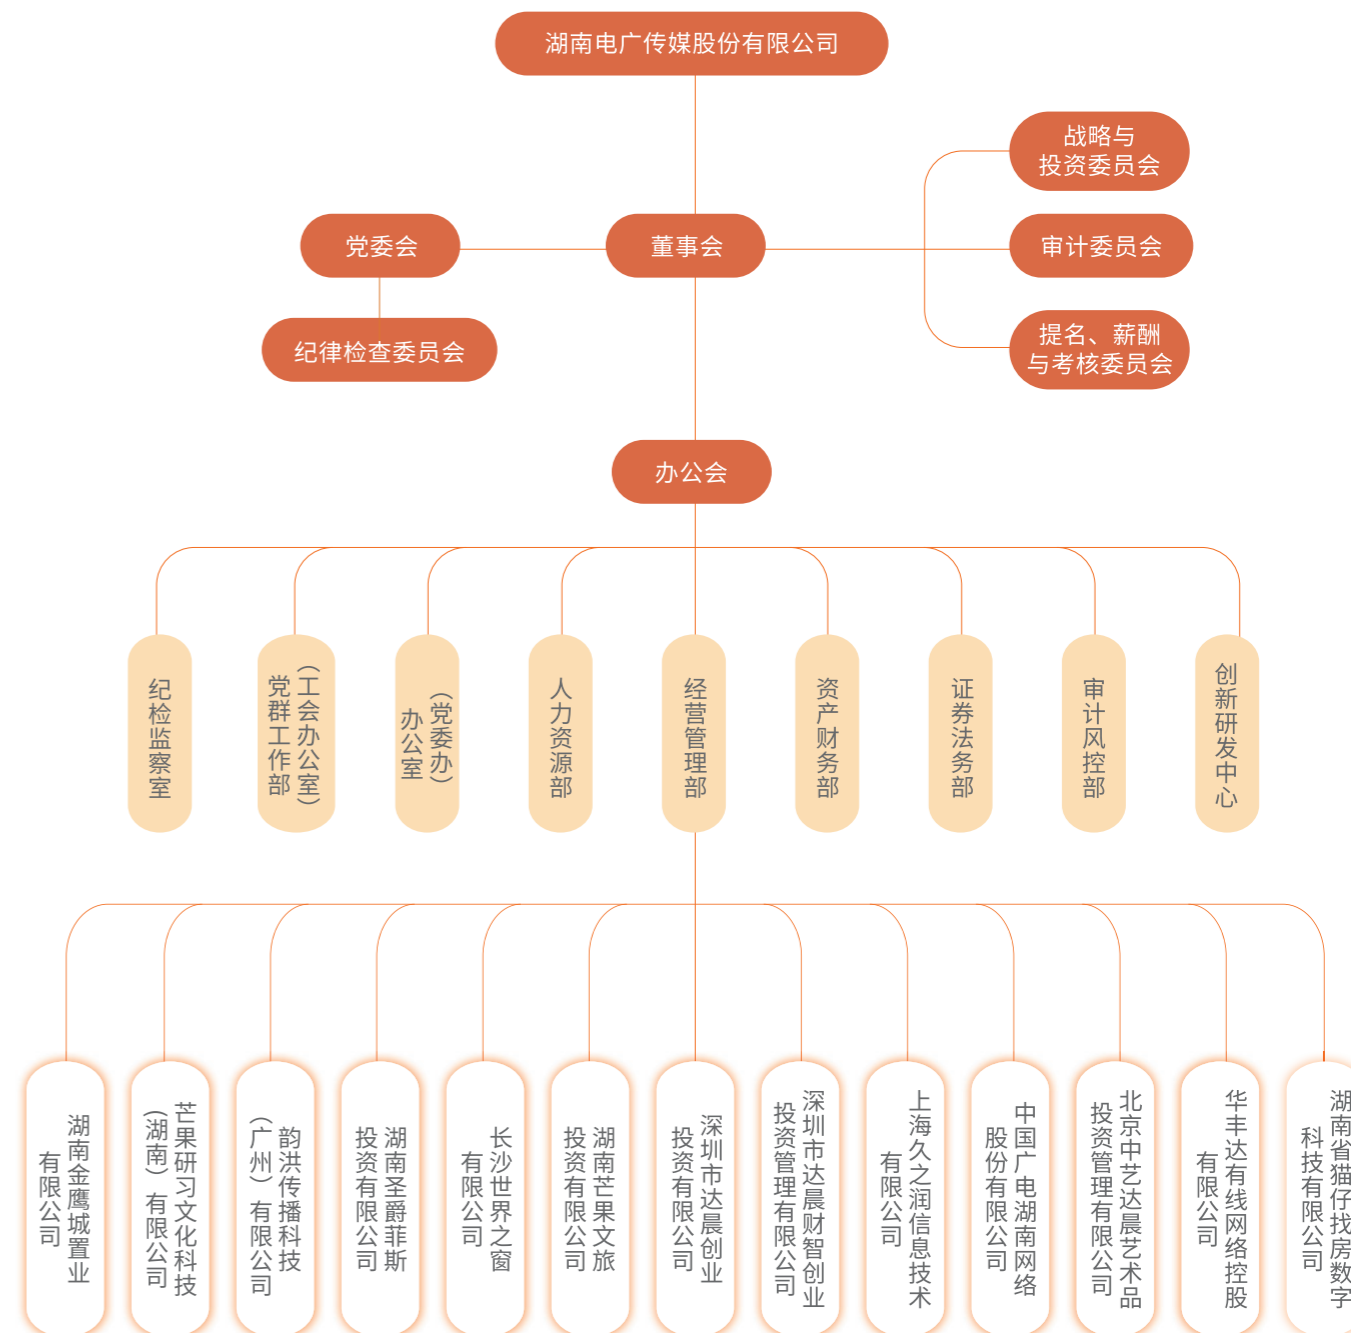 湖南电广传媒股份有限公司
战略与
投资委员会
党委会
董事会
审计委员会
纪律检查委员会
提名、薪酬
与考核委员会
办公会
纪检监察室
（工会办公室）
党群工作部
（党委办）
办公室
人力资源部
经营管理部
资产财务部
证券法务部
审计风控部
创新研发中心
湖南金鹰城置业
有限公司
芒果研习文化科技
（湖南）有限公司
韵洪传播科技
（广州）有限公司
湖南圣爵菲斯
投资有限公司
长沙世界之窗
有限公司
湖南芒果文旅
投资有限公司
深圳市达晨创业
投资有限公司
深圳市达晨财智创业
投资管理有限公司
上海久之润信息技术
有限公司
中国广电湖南网络
股份有限公司
北京中艺达晨艺术品
投资管理有限公司
华丰达有线网络控股
有限公司
湖南省猫仔找房数字
科技有限公司